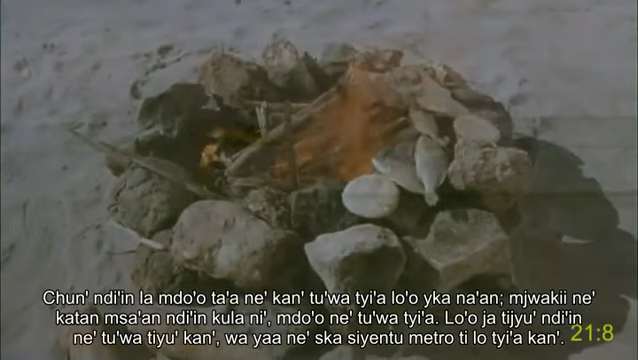 Chun' ndi'in la mdo'o ta'a ne' kan' tu'wa tyi'a lo'o yka na'an; mjwakii ne'
katan msa'an ndi'in kula ni', mdo'o ne' tu'wa tyi'a. Lo'o ja tijyu' ndi'in
ne' tu'wa tiyu' kan', wa yaa ne' ska siyentu metro ti lo tyi'a kan'.
21:8